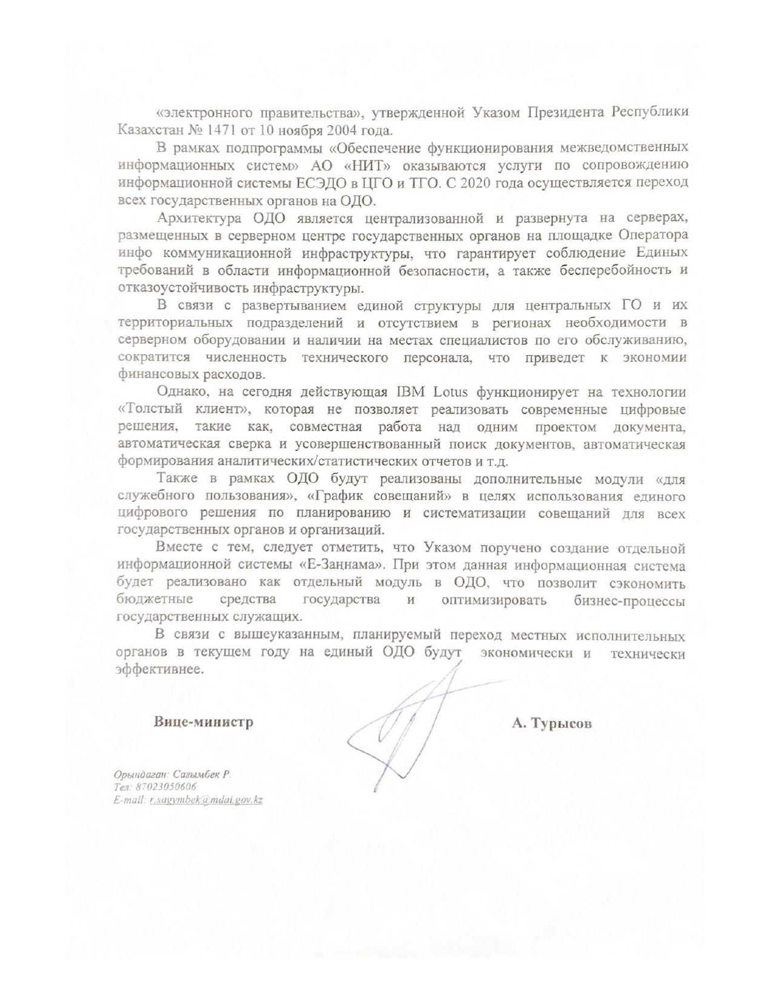 «электронного правительства», утвержденной Указом Президента Республики
Казахстан № 1471 от 10 ноября 2004 года.
В рамках подпрограммы «Обеспечение функционирования межведомственных
информационных систем» АО «НИТ» оказываются услуги по сопровождению
информационной системы ЕСЭДО в ЦГО и ТГО. С 2020 года осуществляется переход
всех государственных органов на ОДО.
Архитектура ОДО является централизованной и развернута на серверах,
размещенных в серверном центре государственных органов на площадке Оператора
инфо коммуникационной инфраструктуры, что гарантирует соблюдение Единых
требований в области информационной безопасности, а также бесперебойность и
отказоустойчивость инфраструктуры.
В связи с развертыванием единой структуры для центральных ГО и их
территориальных подразделений и отсутствием в регионах необходимости в
серверном оборудовании и наличии на местах специалистов по его обслуживанию,
сократится численность технического персонала, что приведет к экономии
финансовых расходов.
Однако, на сегодня действующая IBM Lotus функционирует на технологии
«Толстый клиент», которая не позволяет реализовать современные цифровые
решения, такие как, совместная работа над одним проектом документа,
автоматическая сверка и усовершенствованный поиск документов, автоматическая
формирования аналитических/статистических отчетов и т.д.
Также в рамках ОДО будут реализованы дополнительные модули «для
служебного пользования», «График совещаний» в целях использования единого
цифрового решения по планированию и систематизации совещаний для всех
государственных органов и организаций.
Вместе с тем, следует отметить, что Указом поручено создание отдельной
информационной системы «Е-Заңнама». При этом данная информационная система
будет реализовано как отдельный модуль в ОДО, что позволит сэкономить
бюджетные средства государства и оптимизировать бизнес-процессы
государственных служащих.
В связи с вышеуказанным, планируемый переход местных исполнительных
органов в текущем году на единый ОДО будут экономически и технически
эффективнее.
Вице-министр А. Турысов
Орындаған: Сағымбек Р.
Тел: 87023050606
E-mail: r.sagymbek@mdai.gov.kz